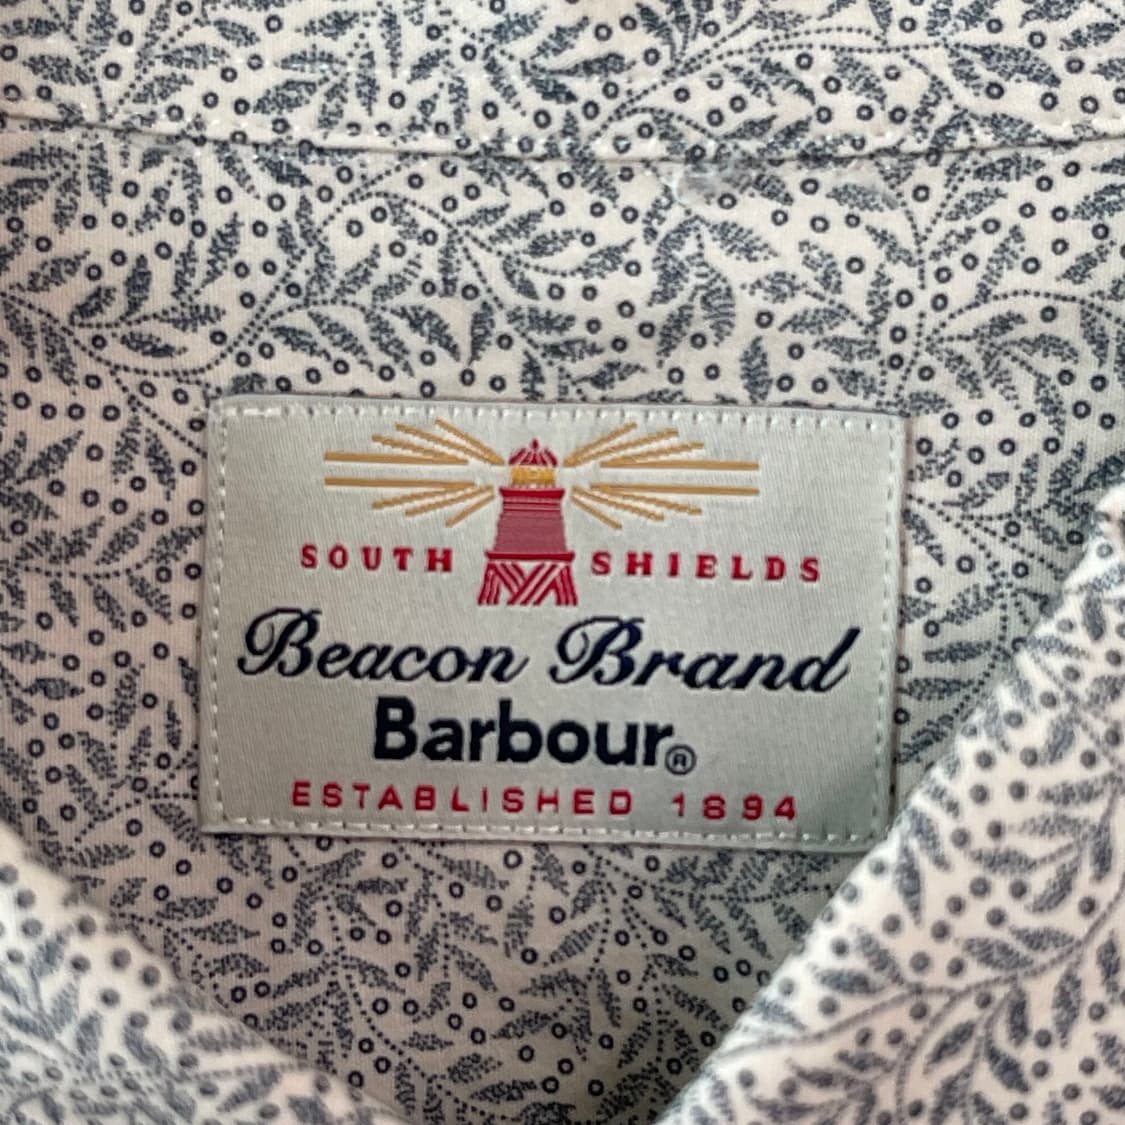 SOUTH SHIELDS
Beacon Brand
Barbour®
ESTABLISHED 1894